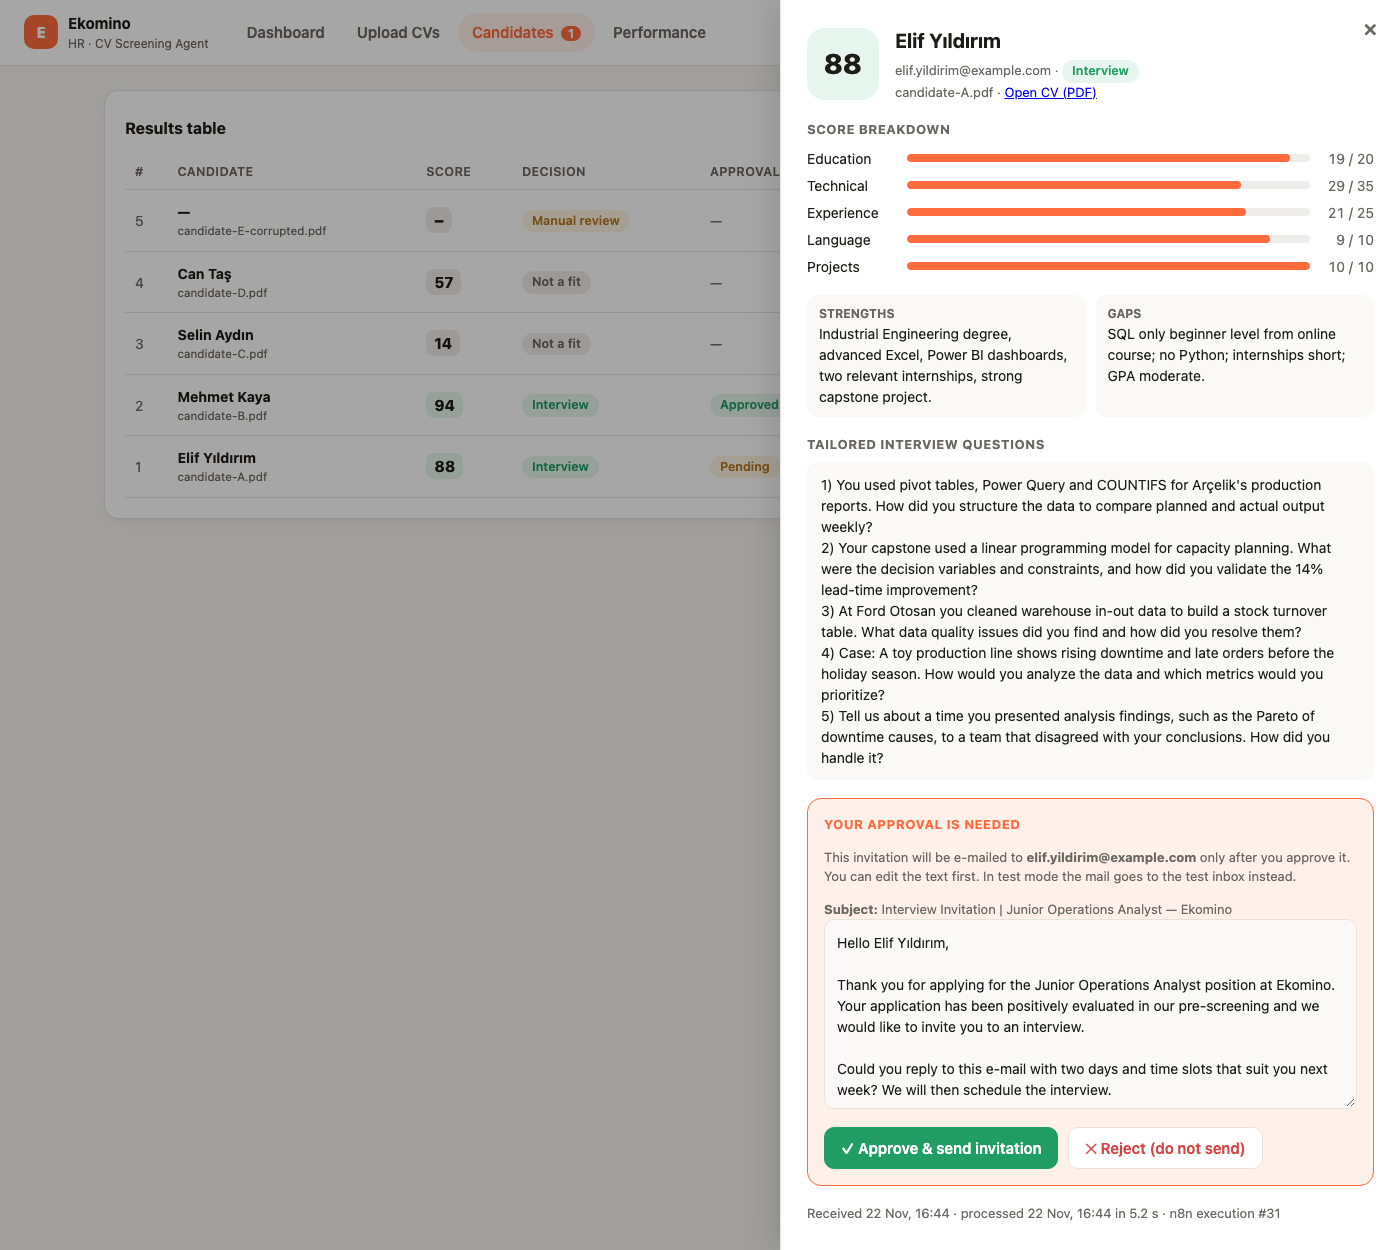 E
Ekomino
HR · CV Screening Agent
Dashboard
Upload CVs
Candidates 1
Performance
Results table
# CANDIDATE SCORE DECISION APPROVAL
5 — – Manual review —
candidate-E-corrupted.pdf
4 Can Taş 57 Not a fit —
candidate-D.pdf
3 Selin Aydın 14 Not a fit —
candidate-C.pdf
2 Mehmet Kaya 94 Interview Approved
candidate-B.pdf
1 Elif Yıldırım 88 Interview Pending
candidate-A.pdf
×
88
Elif Yıldırım
elif.yildirim@example.com · Interview
candidate-A.pdf · Open CV (PDF)
SCORE BREAKDOWN
Education 19 / 20
Technical 29 / 35
Experience 21 / 25
Language 9 / 10
Projects 10 / 10
STRENGTHS
Industrial Engineering degree,
advanced Excel, Power BI dashboards,
two relevant internships, strong
capstone project.
GAPS
SQL only beginner level from online
course; no Python; internships short;
GPA moderate.
TAILORED INTERVIEW QUESTIONS
1) You used pivot tables, Power Query and COUNTIFS for Arçelik's production
reports. How did you structure the data to compare planned and actual output
weekly?
2) Your capstone used a linear programming model for capacity planning. What
were the decision variables and constraints, and how did you validate the 14%
lead-time improvement?
3) At Ford Otosan you cleaned warehouse in-out data to build a stock turnover
table. What data quality issues did you find and how did you resolve them?
4) Case: A toy production line shows rising downtime and late orders before the
holiday season. How would you analyze the data and which metrics would you
prioritize?
5) Tell us about a time you presented analysis findings, such as the Pareto of
downtime causes, to a team that disagreed with your conclusions. How did you
handle it?
YOUR APPROVAL IS NEEDED
This invitation will be e-mailed to elif.yildirim@example.com only after you approve it.
You can edit the text first. In test mode the mail goes to the test inbox instead.
Subject: Interview Invitation | Junior Operations Analyst — Ekomino
Hello Elif Yıldırım,
Thank you for applying for the Junior Operations Analyst position at Ekomino.
Your application has been positively evaluated in our pre-screening and we
would like to invite you to an interview.
Could you reply to this e-mail with two days and time slots that suit you next
week? We will then schedule the interview.
✓ Approve & send invitation
✕ Reject (do not send)
Received 22 Nov, 16:44 · processed 22 Nov, 16:44 in 5.2 s · n8n execution #31